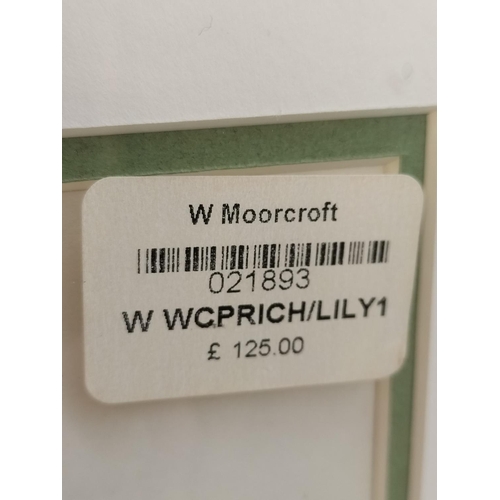 W Moorcroft
021893
W WCPRICH/LILY1
£ 125.00